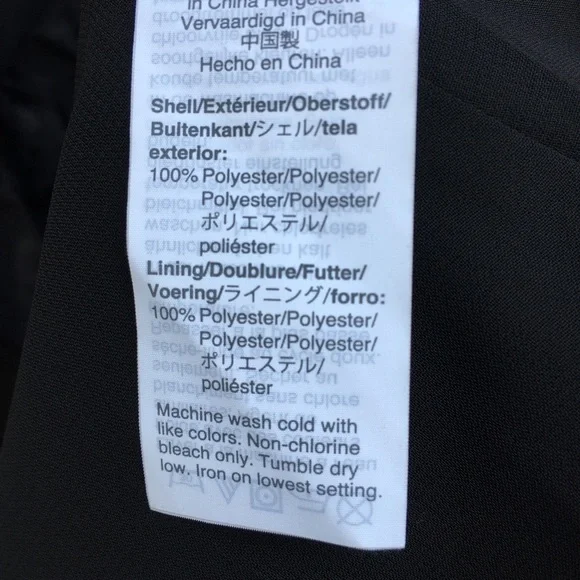 in China Hergestellt
Vervaardigd in China
中国製
Hecho en China
Shell/Extérieur/Oberstoff/
Buitenkant/シェル/tela
exterior:
100% Polyester/Polyester/
Polyester/Polyester/
ポリエステル/
poliéster
Lining/Doublure/Futter/
Voering/ライニング/forro:
100% Polyester/Polyester/
Polyester/Polyester/
ポリエステル/
poliéster
Machine wash cold with
like colors. Non-chlorine
bleach only. Tumble dry
low. Iron on lowest setting.